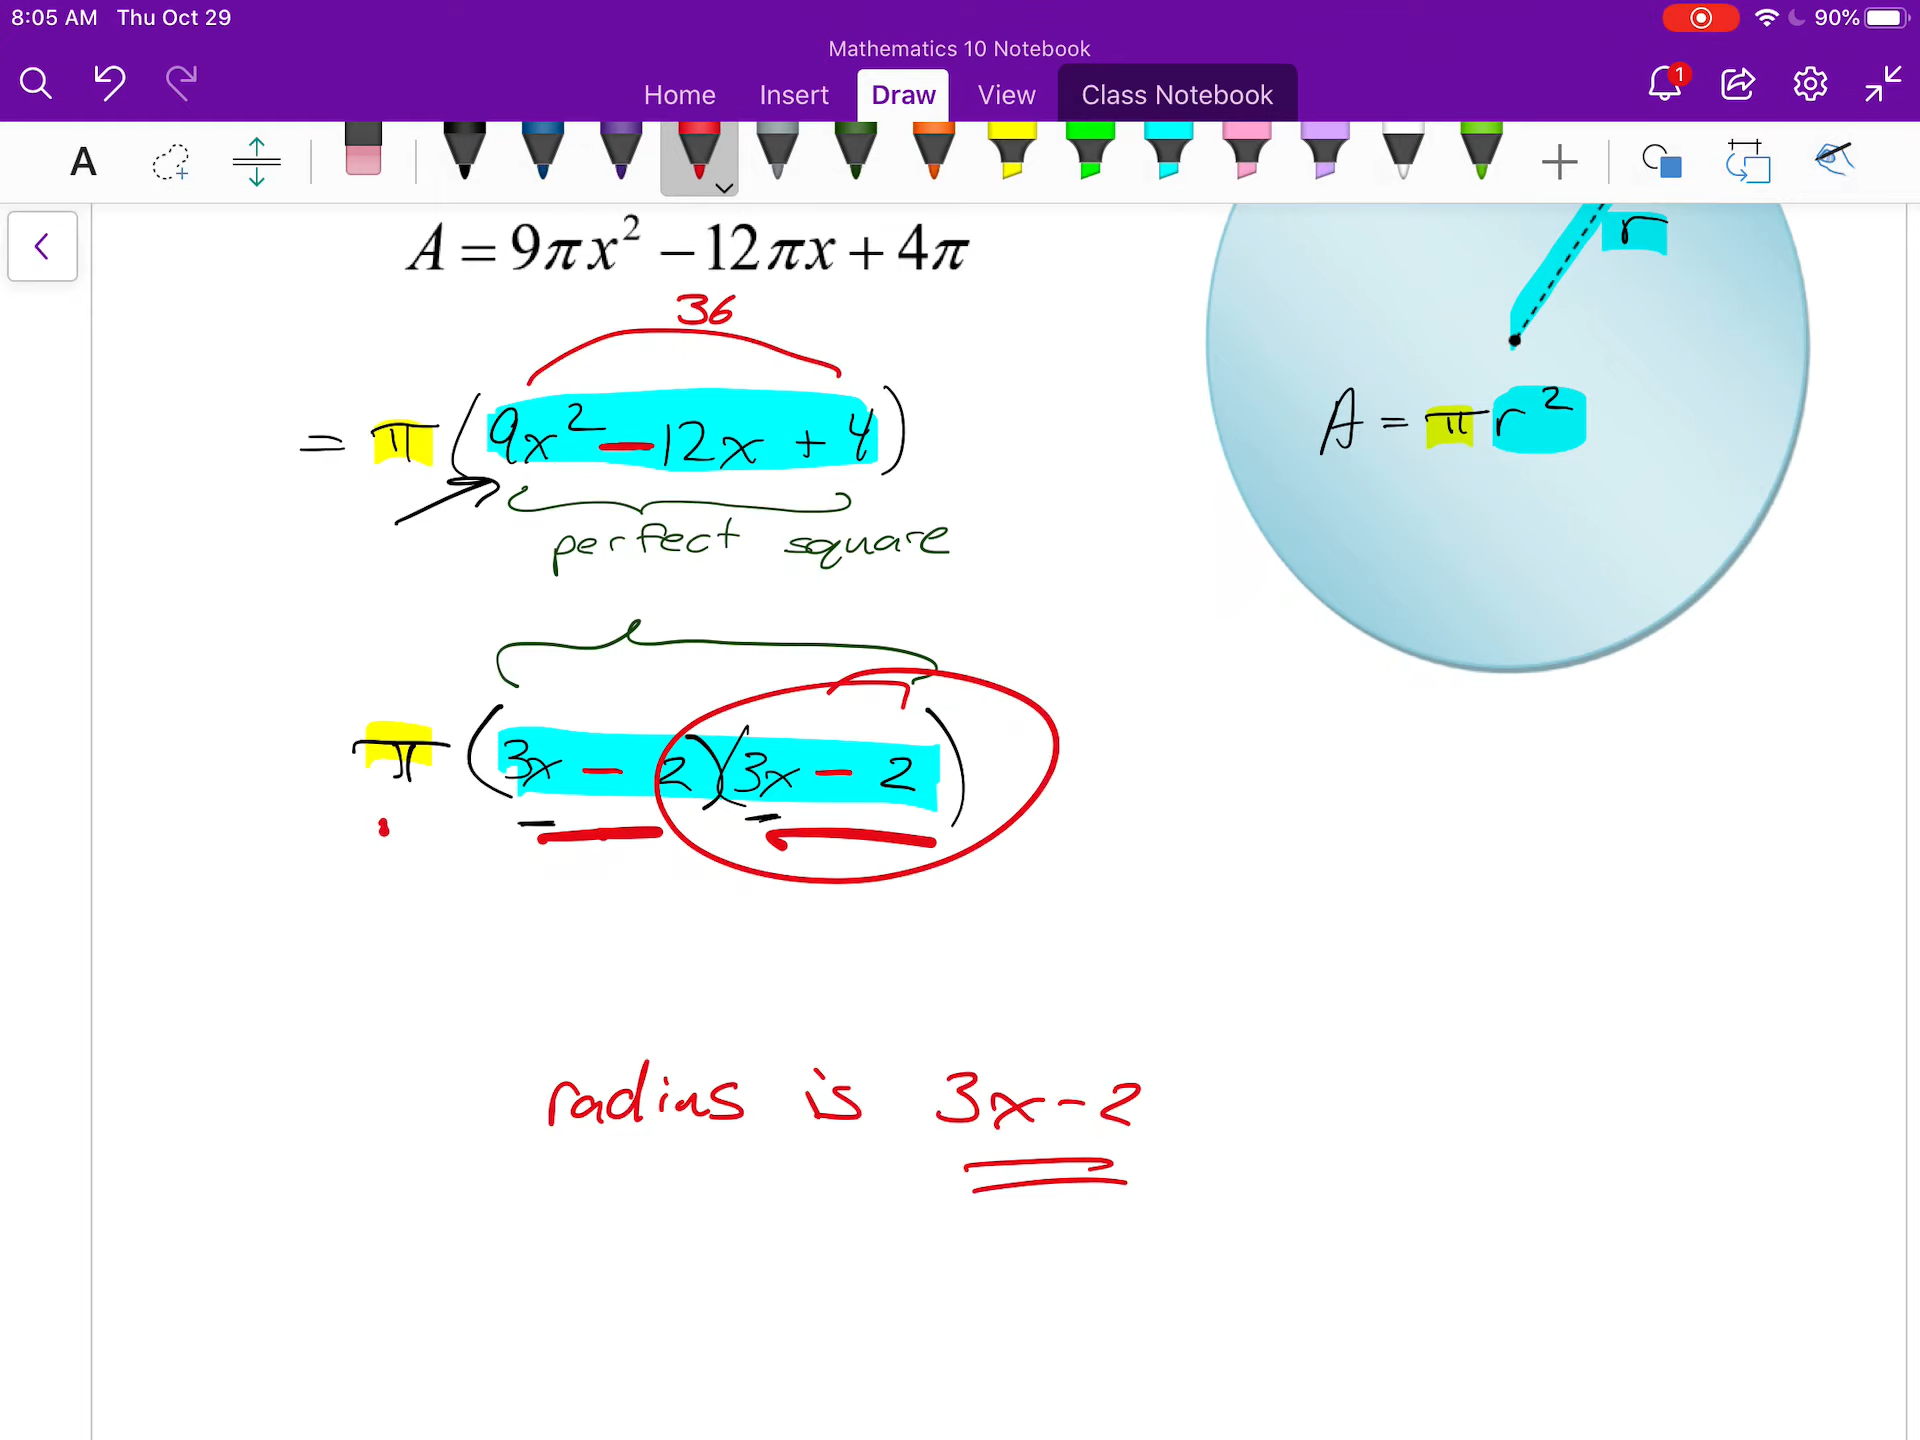 8:05 AM Thu Oct 29
90%
Mathematics 10 Notebook
Home Insert Draw View Class Notebook
1
A
A = 9πx² − 12πx + 4π
r
36
= π (9x² − 12x + 4)
A = πr²
perfect square
π (3x − 2)(3x − 2)
radius is 3x - 2